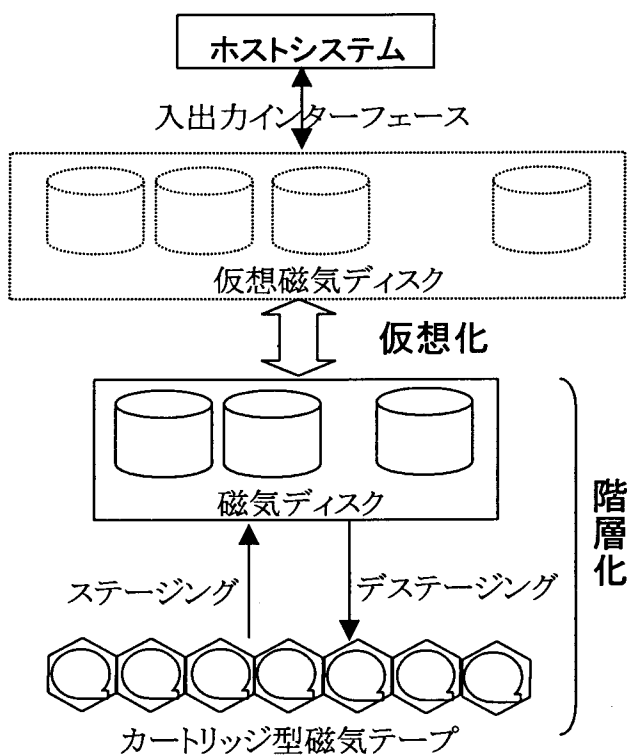 ホストシステム
入出力インターフェース
仮想磁気ディスク
仮想化
磁気ディスク
階層化
ステージング
デステージング
カートリッジ型磁気テープ